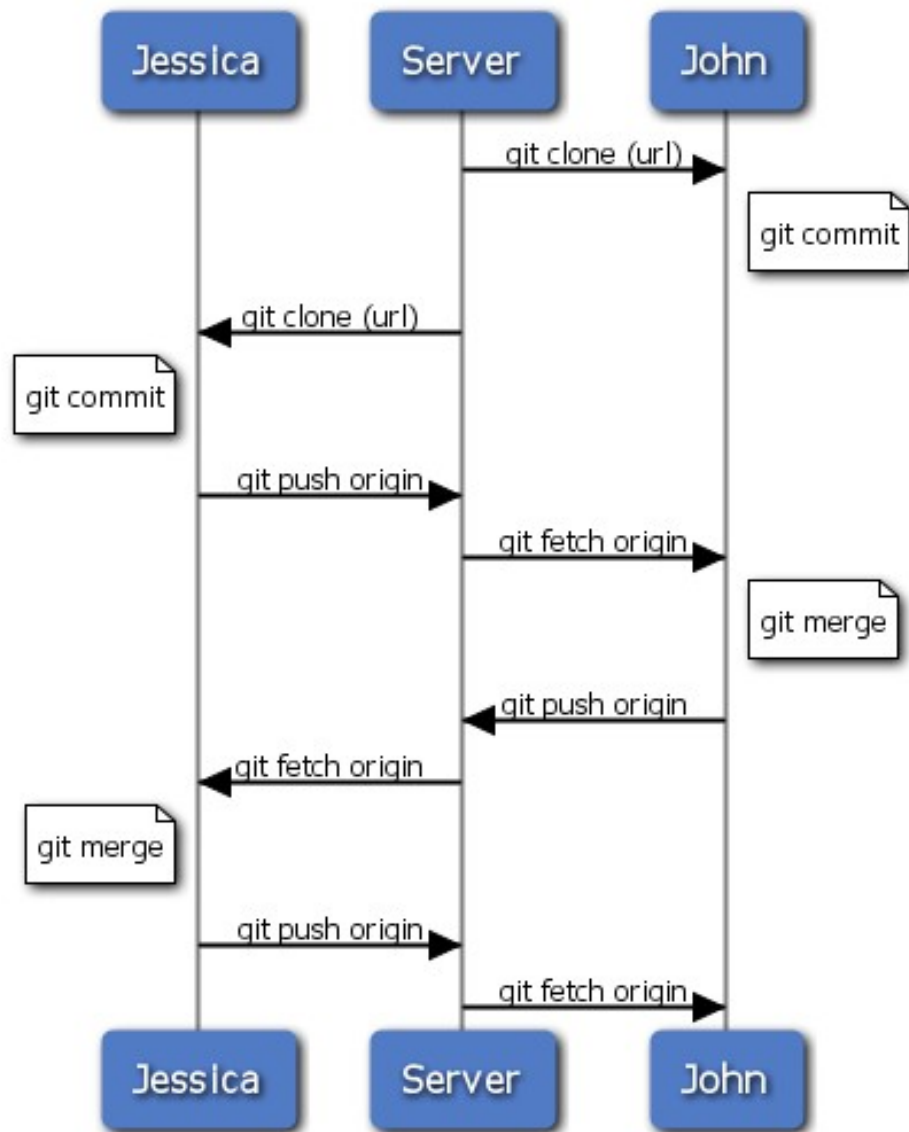 Jessica
Server
John
git clone (url)
git commit
git clone (url)
git commit
git push origin
git fetch origin
git merge
git push origin
git fetch origin
git merge
git push origin
git fetch origin
Jessica
Server
John